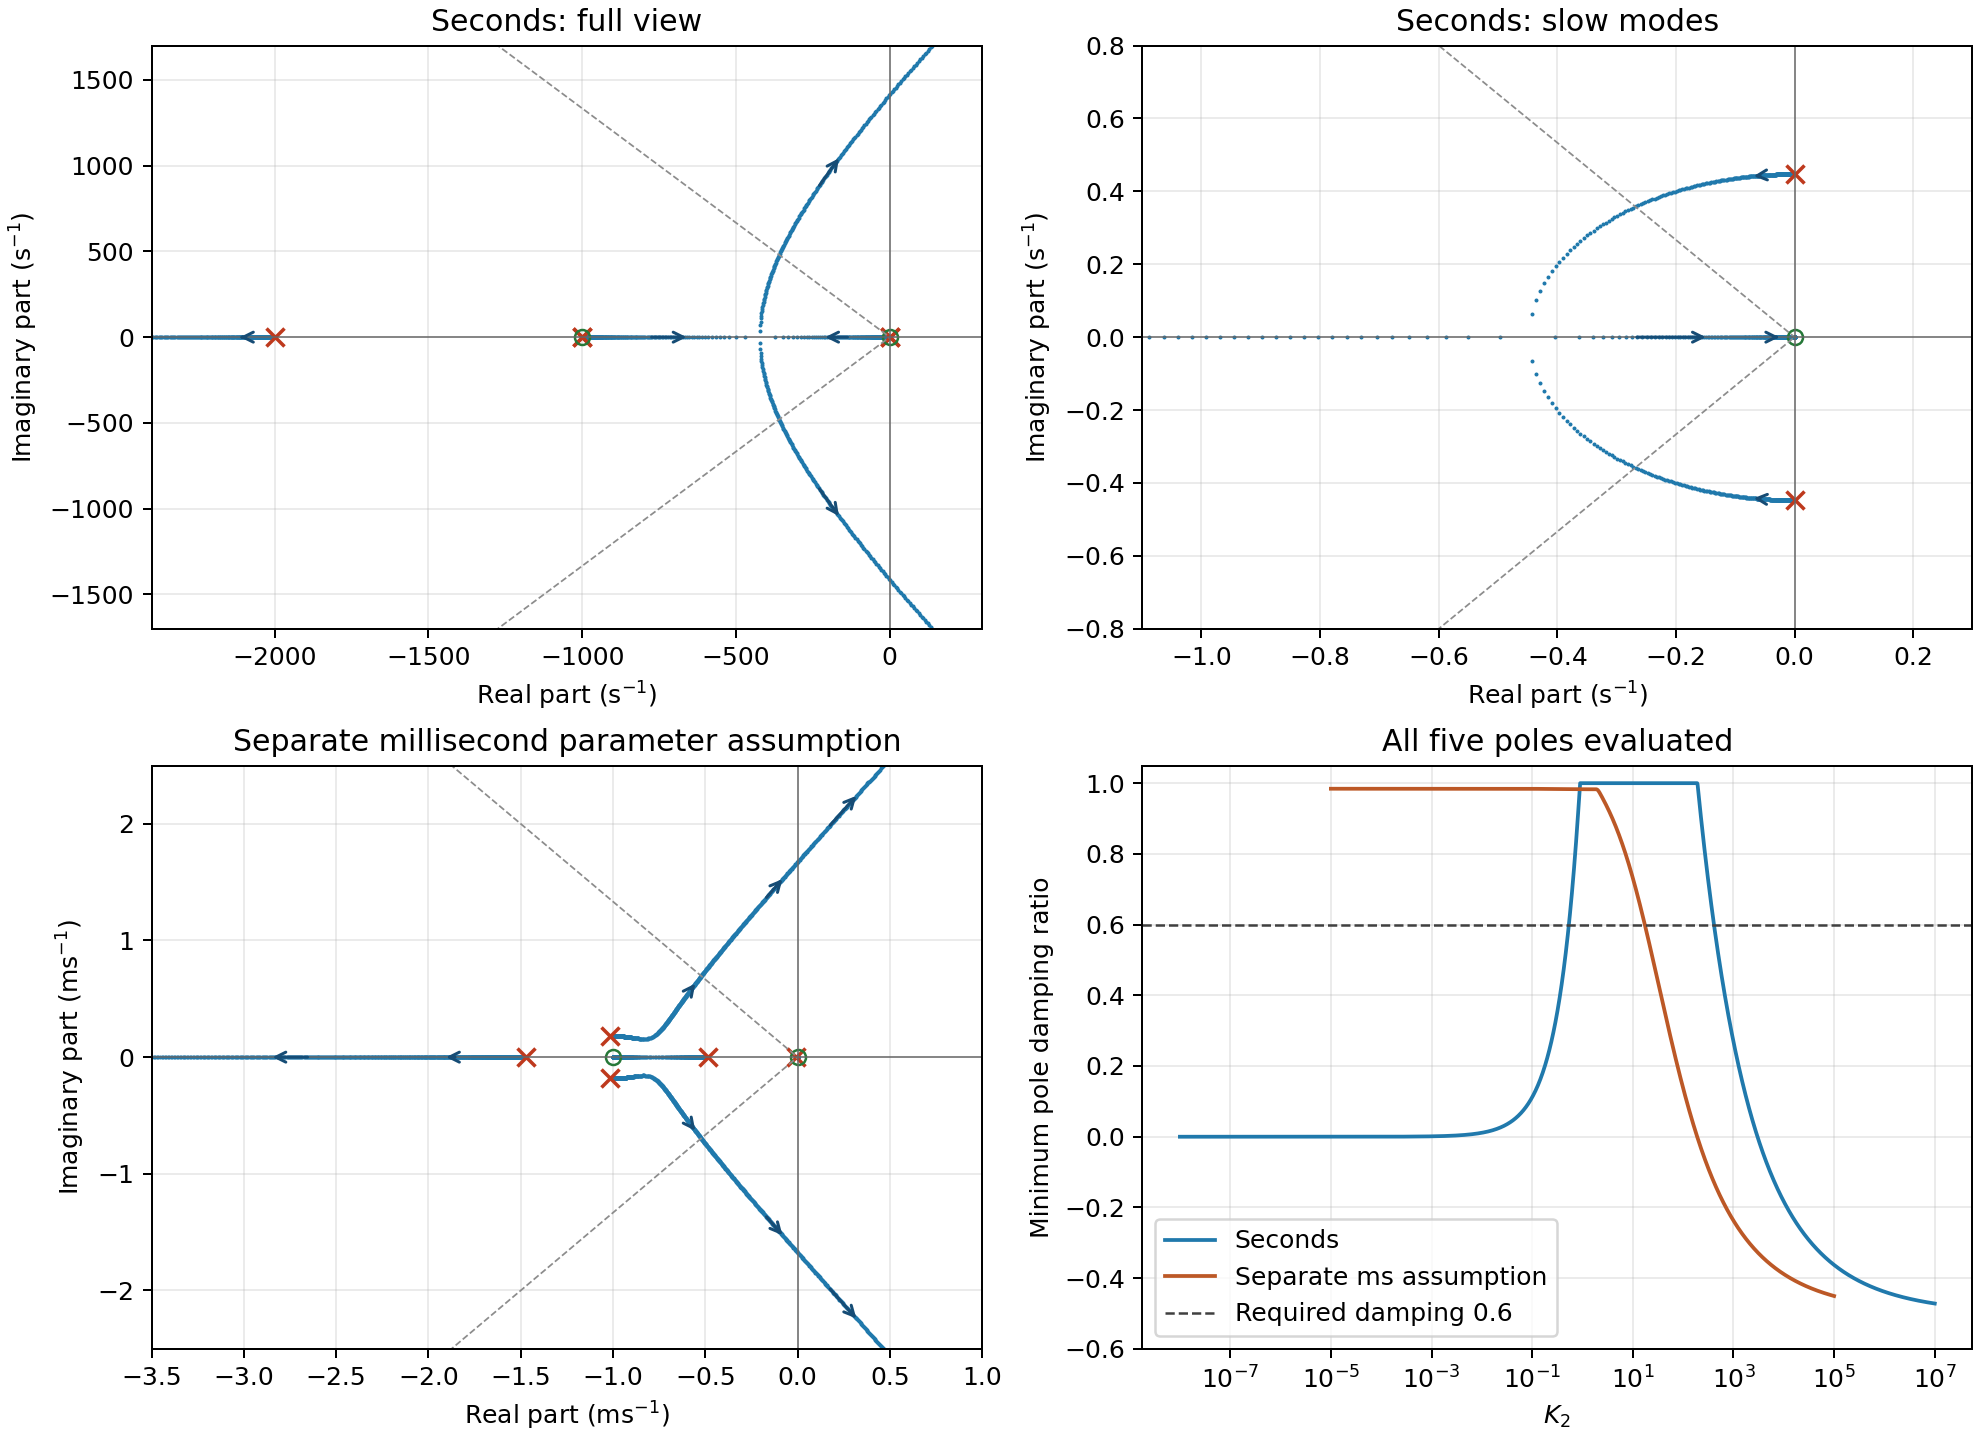 Seconds: full view
1500
1000
500
0
−500
−1000
−1500
Imaginary part (s⁻¹)
−2000 −1500 −1000 −500 0
Real part (s⁻¹)
Seconds: slow modes
0.8
0.6
0.4
0.2
0.0
−0.2
−0.4
−0.6
−0.8
Imaginary part (s⁻¹)
−1.0 −0.8 −0.6 −0.4 −0.2 0.0 0.2
Real part (s⁻¹)
Separate millisecond parameter assumption
2
1
0
−1
−2
Imaginary part (ms⁻¹)
−3.5 −3.0 −2.5 −2.0 −1.5 −1.0 −0.5 0.0 0.5 1.0
Real part (ms⁻¹)
All five poles evaluated
1.0
0.8
0.6
0.4
0.2
0.0
−0.2
−0.4
−0.6
Minimum pole damping ratio
Seconds
Separate ms assumption
Required damping 0.6
10⁻⁷ 10⁻⁵ 10⁻³ 10⁻¹ 10¹ 10³ 10⁵ 10⁷
K₂